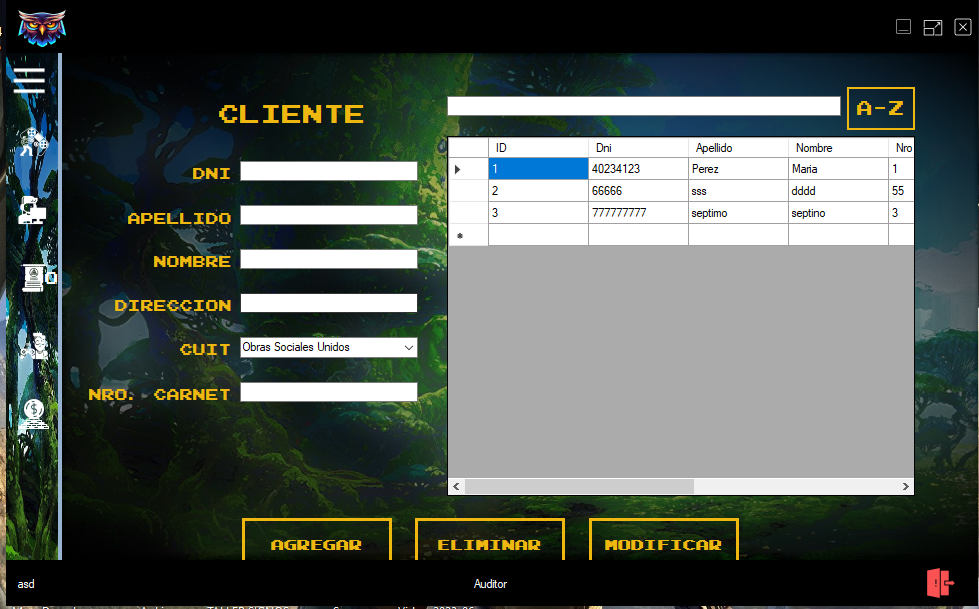 CLIENTE
A-Z
ID Dni Apellido Nombre Nro
1 40234123 Perez Maria 1
2 66666 sss dddd 55
3 777777777 septimo septino 3
DNI
APELLIDO
NOMBRE
DIRECCION
CUIT Obras Sociales Unidos
NRO. CARNET
AGREGAR ELIMINAR MODIFICAR
asd Auditor